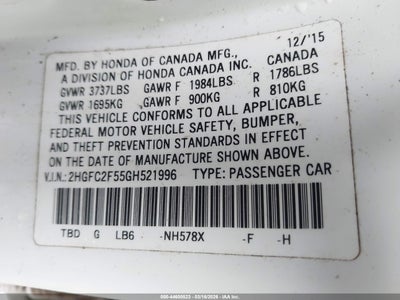 12/'15
MFD. BY HONDA OF CANADA MFG., CANADA
A DIVISION OF HONDA CANADA INC.
GVWR 3737LBS GAWR F 1984LBS R 1786LBS
GVWR 1695KG GAWR F 900KG R 810KG
THIS VEHICLE CONFORMS TO ALL APPLICABLE
FEDERAL MOTOR VEHICLE SAFETY, BUMPER,
AND THEFT PREVENTION STANDARDS IN EFFECT
ON THE DATE OF MANUFACTURE SHOWN ABOVE.
V.I.N.: 2HGFC2F55GH521996 TYPE: PASSENGER CAR
TBD G LB6 -NH578X -F -H